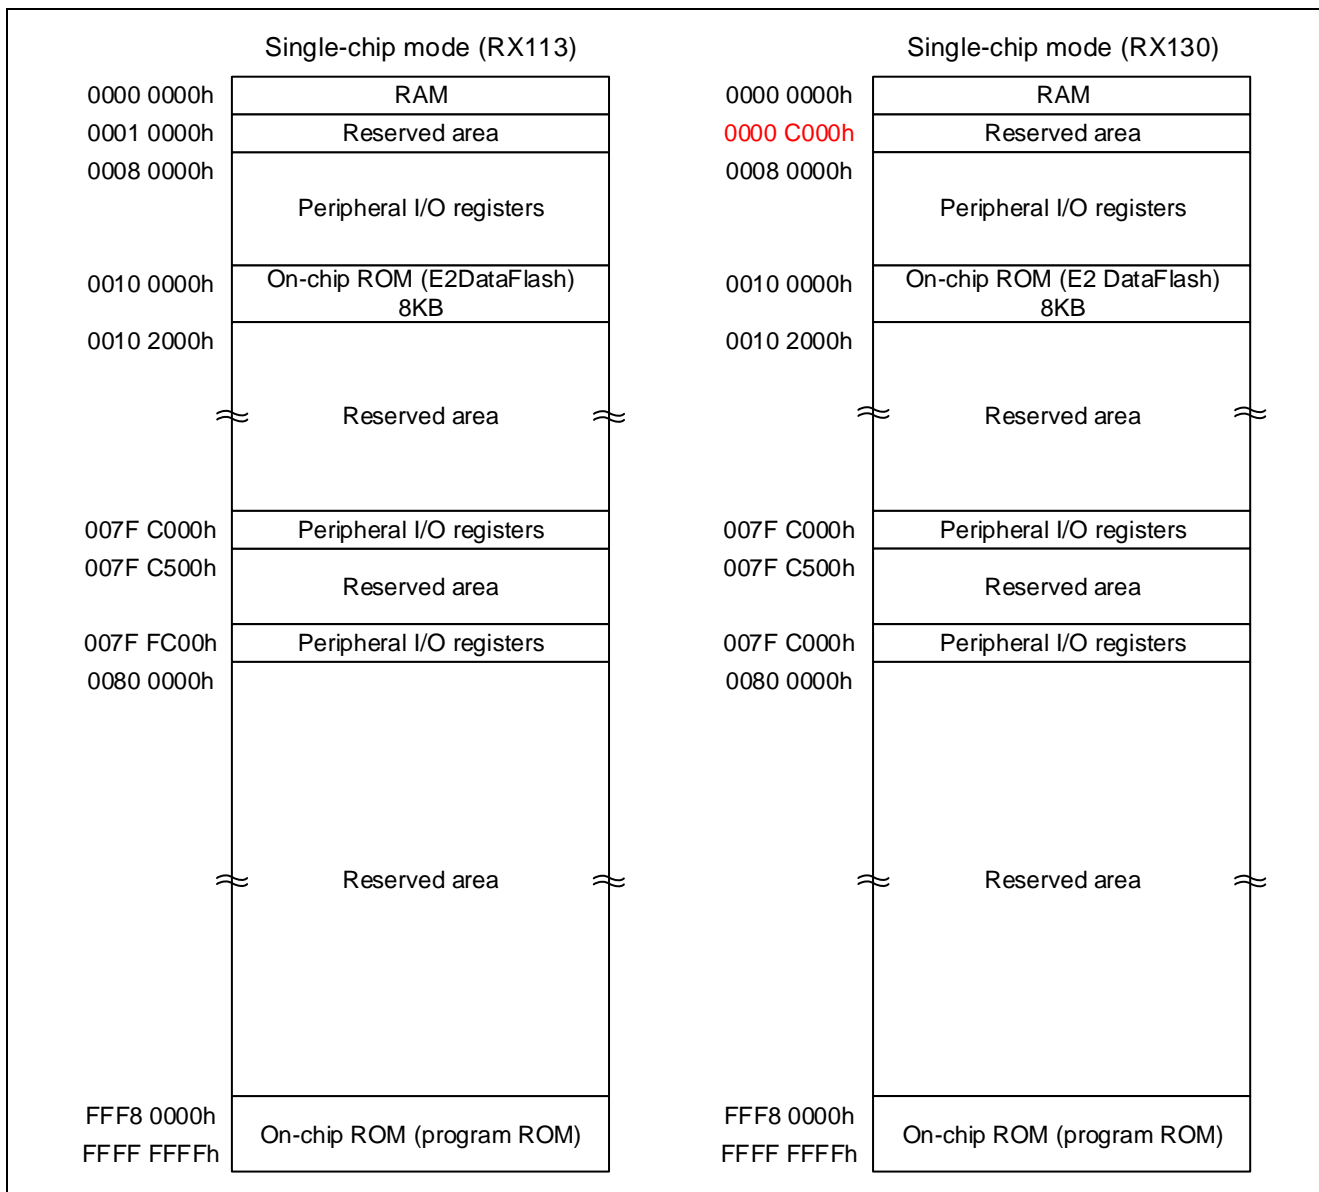 Single-chip mode (RX113)
0000 0000h RAM
0001 0000h Reserved area
0008 0000h
Peripheral I/O registers
0010 0000h On-chip ROM (E2DataFlash)
8KB
0010 2000h
Reserved area
007F C000h Peripheral I/O registers
007F C500h
Reserved area
007F FC00h Peripheral I/O registers
0080 0000h
Reserved area
FFF8 0000h
On-chip ROM (program ROM)
FFFF FFFFh
Single-chip mode (RX130)
0000 0000h RAM
0000 C000h Reserved area
0008 0000h
Peripheral I/O registers
0010 0000h On-chip ROM (E2 DataFlash)
8KB
0010 2000h
Reserved area
007F C000h Peripheral I/O registers
007F C500h
Reserved area
007F C000h Peripheral I/O registers
0080 0000h
Reserved area
FFF8 0000h
On-chip ROM (program ROM)
FFFF FFFFh